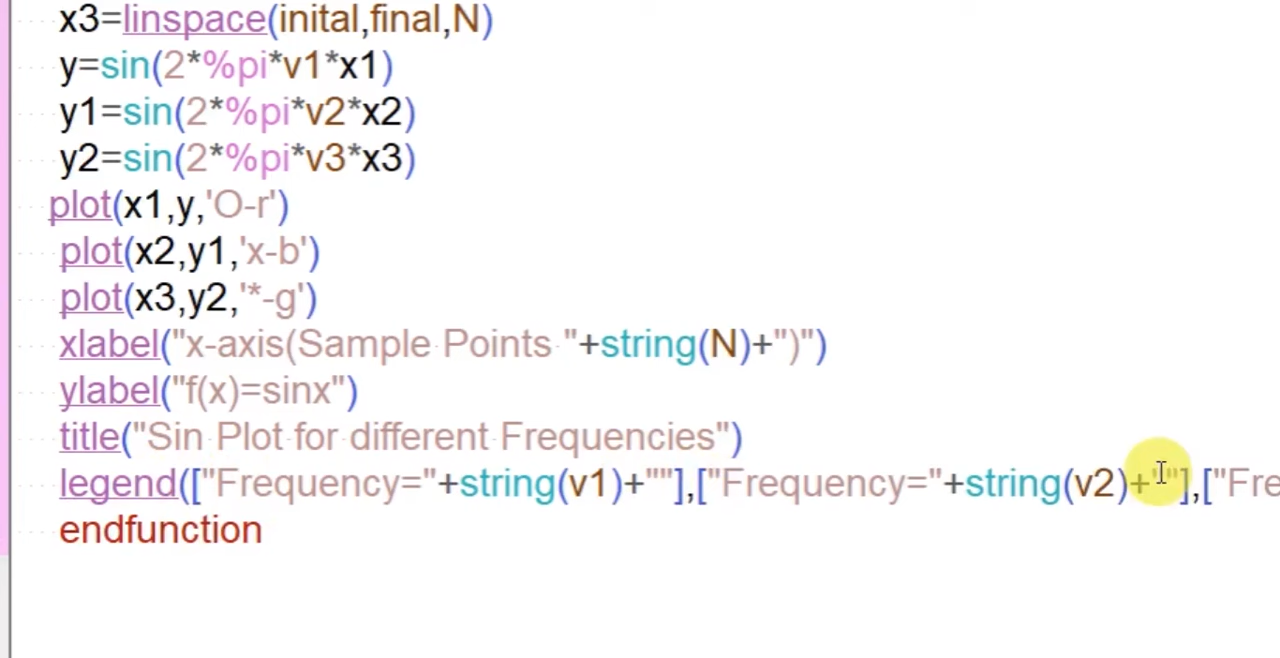 x3=linspace(inital,final,N)
y=sin(2*%pi*v1*x1)
y1=sin(2*%pi*v2*x2)
y2=sin(2*%pi*v3*x3)
plot(x1,y,'O-r')
plot(x2,y1,'x-b')
plot(x3,y2,'*-g')
xlabel("x-axis(Sample Points "+string(N)+")")
ylabel("f(x)=sinx")
title("Sin Plot for different Frequencies")
legend(["Frequency="+string(v1)+""],["Frequency="+string(v2)+""],["Fre
endfunction